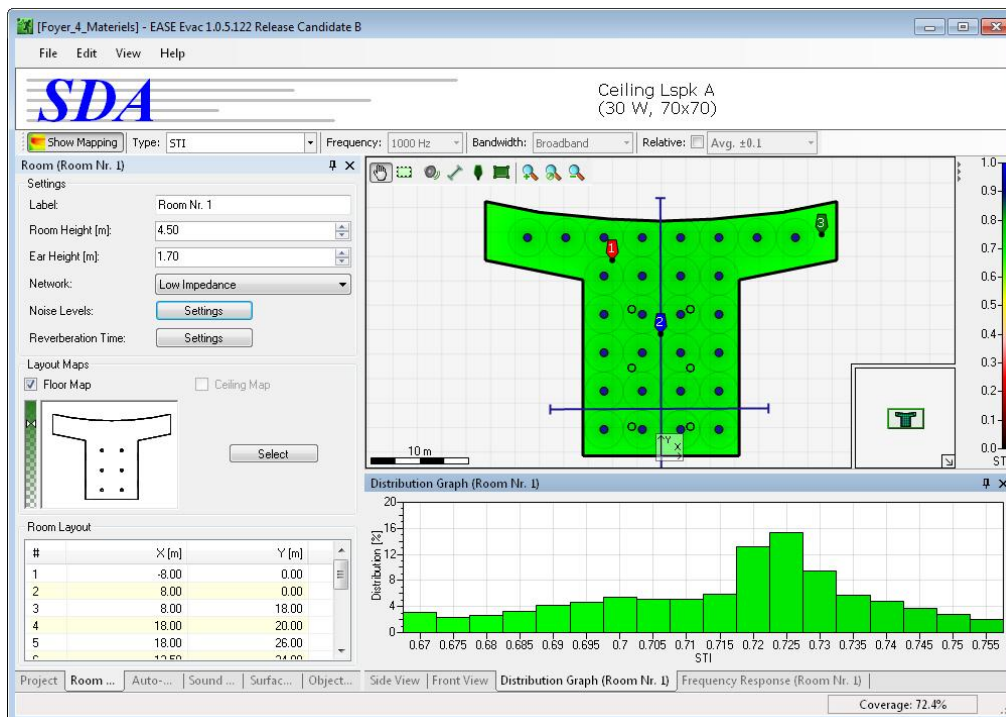 [Foyer_4_Materiels] - EASE Evac 1.0.5.122 Release Candidate B
File Edit View Help
SDA
Ceiling Lspk A
(30 W, 70x70)
Show Mapping Type: STI Frequency: 1000 Hz Bandwidth: Broadband Relative: Avg. ±0.1
Room (Room Nr. 1)
Settings
Label: Room Nr. 1
Room Height [m]: 4.50
Ear Height [m]: 1.70
Network: Low Impedance
Noise Levels: Settings
Reverberation Time: Settings
Layout Maps
Floor Map Ceiling Map
Select
Room Layout
# X [m] Y [m]
1 -8.00 0.00
2 8.00 0.00
3 8.00 18.00
4 18.00 20.00
5 18.00 26.00
Project Room ... Auto-... Sound ... Surfac... Object...
1
2
3
10 m
Y
X
1.0
0.9
0.8
0.7
0.6
0.5
0.4
0.3
0.2
0.1
0.0
Distribution Graph (Room Nr. 1)
Distribution [%]
20
16
12
8
4
0
0.67 0.675 0.68 0.685 0.69 0.695 0.7 0.705 0.71 0.715 0.72 0.725 0.73 0.735 0.74 0.745 0.75 0.755
STI
Side View Front View Distribution Graph (Room Nr. 1) Frequency Response (Room Nr. 1)
Coverage: 72.4%